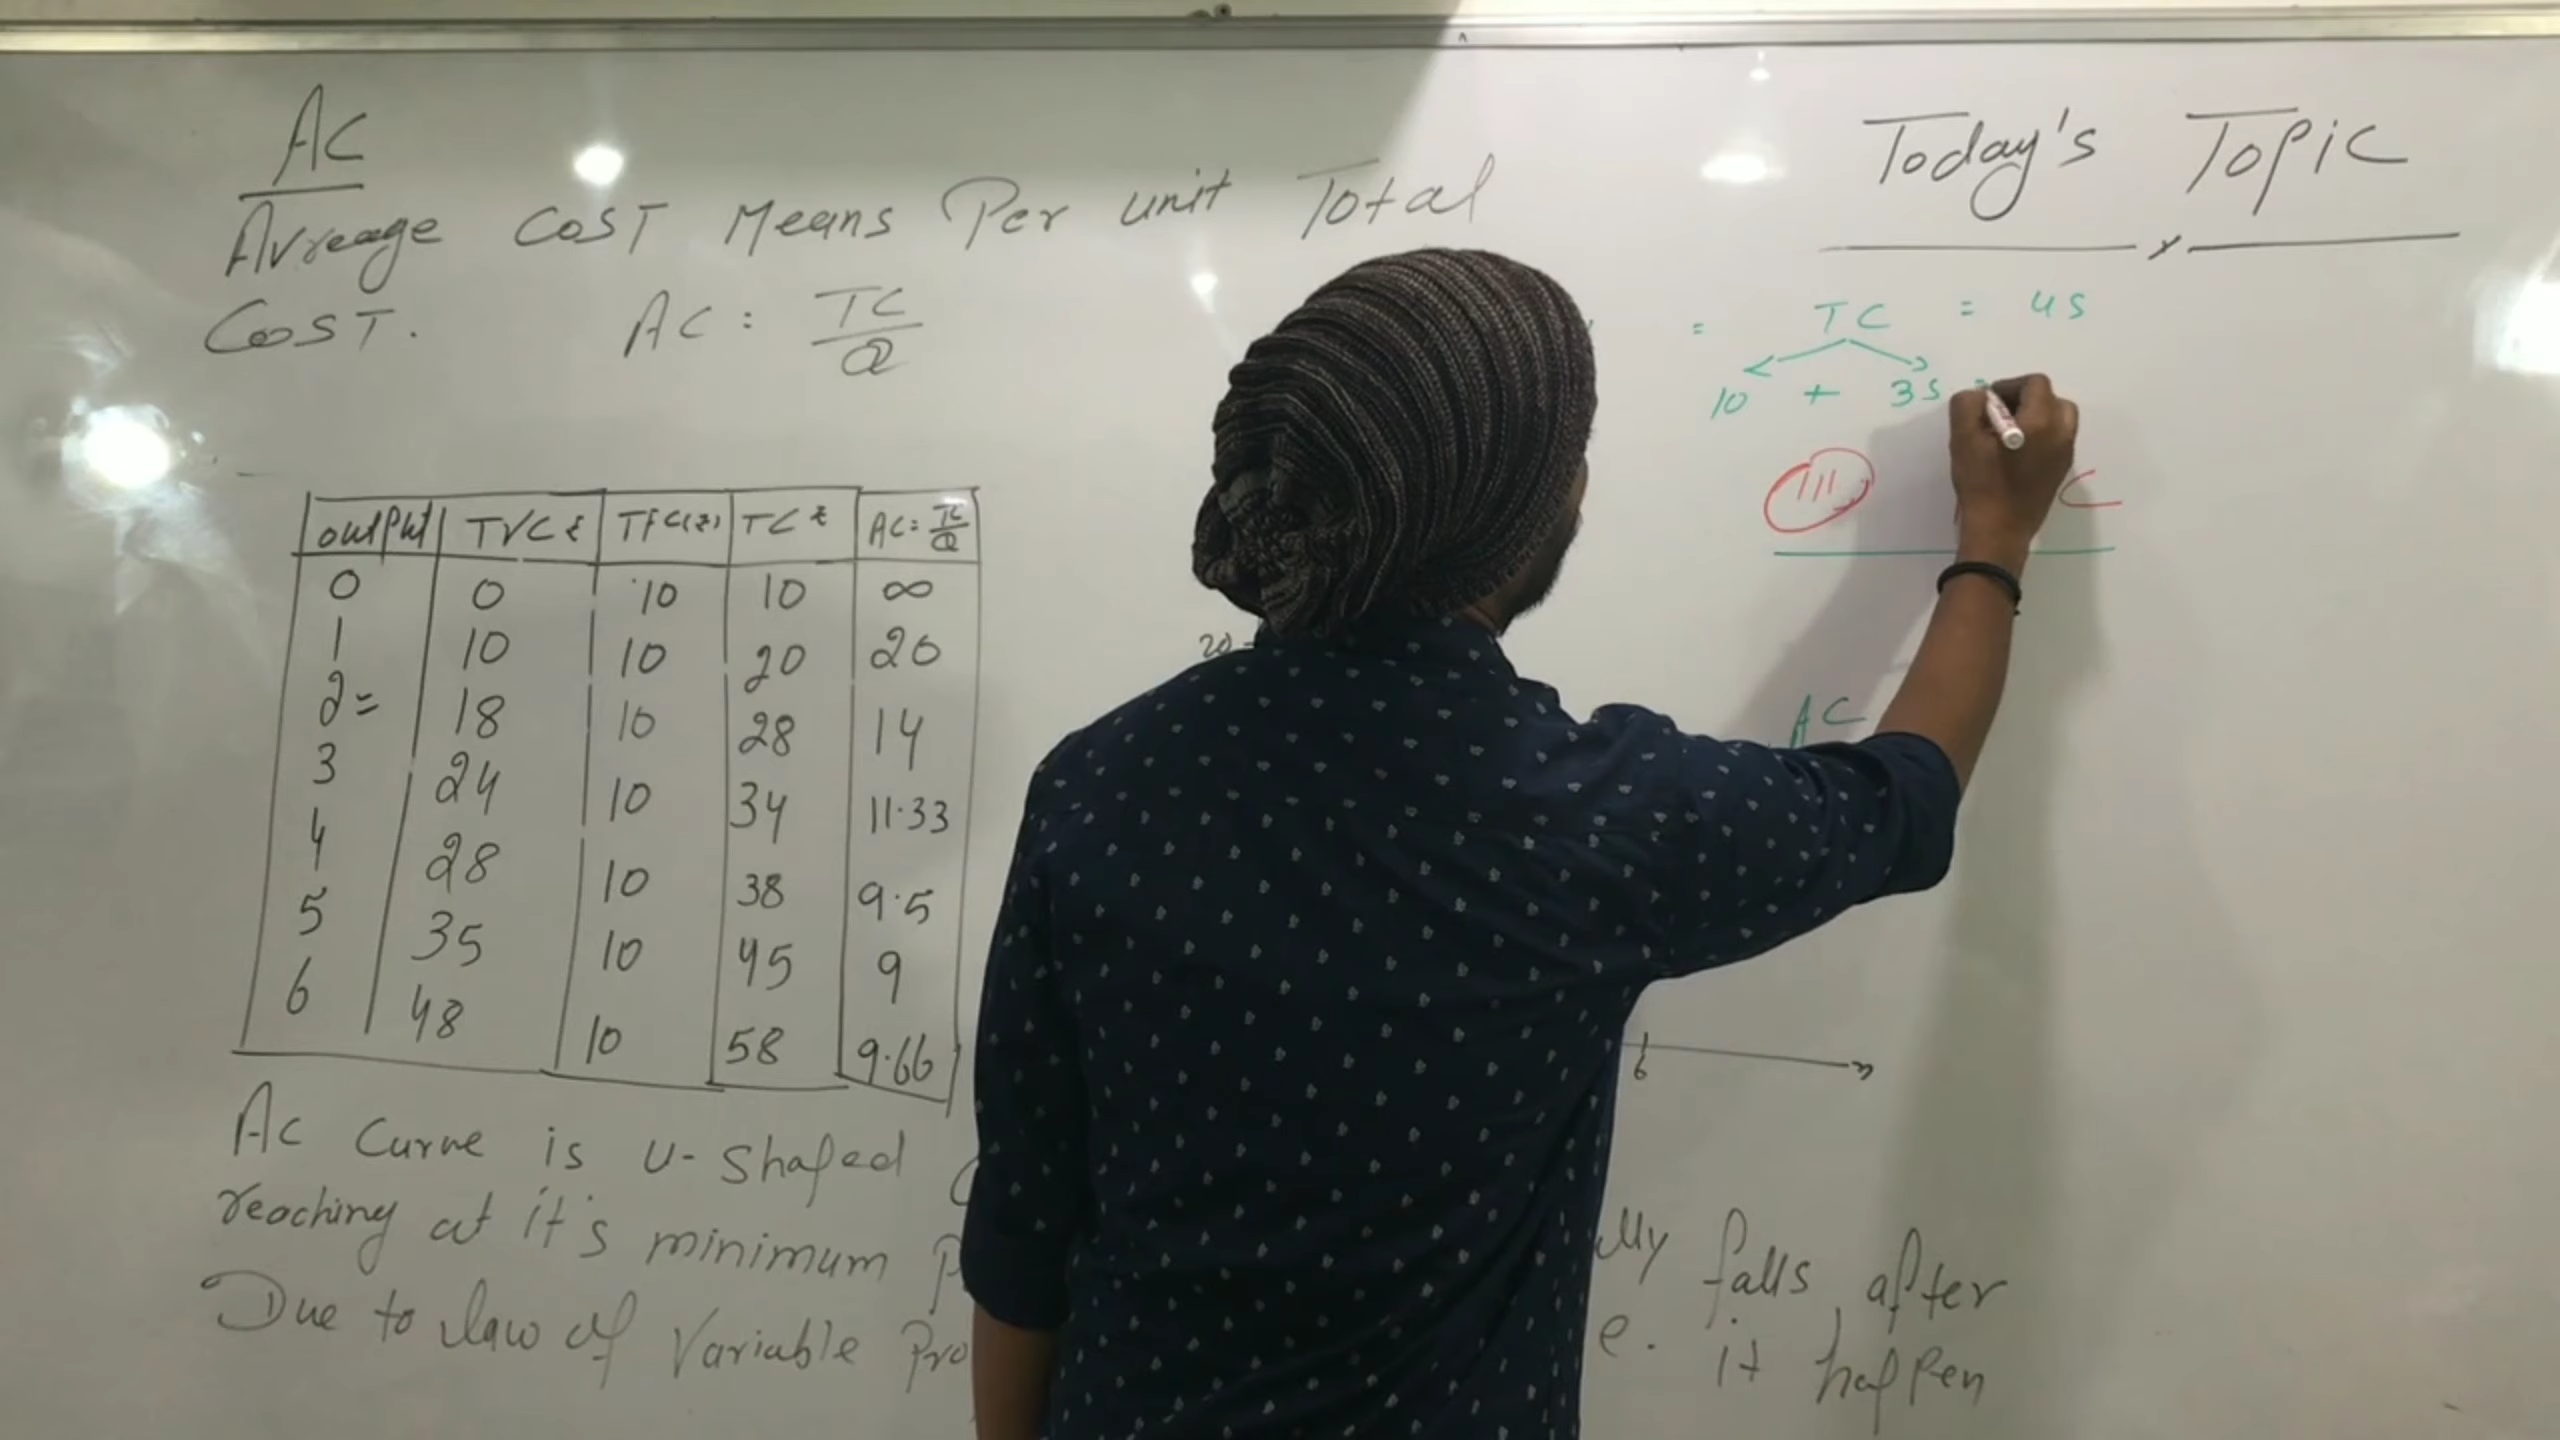 AC
Avreage COST Means Per unit Total
COST. AC = TC/Q
output TVC ₹ TFC(₹) TC ₹ AC = TC/Q
0 0 10 10 ∞
1 10 10 20 20
2= 18 10 28 14
3 24 10 34 11.33
4 28 10 38 9.5
5 35 10 45 9
6 48 10 58 9.66
AC Curve is U-Shaped
reaching at it's minimum falls after
Due to law of Variable it happen
Today's Topic
= TC = 45
10 + 35 =
111 C
20
AC
6